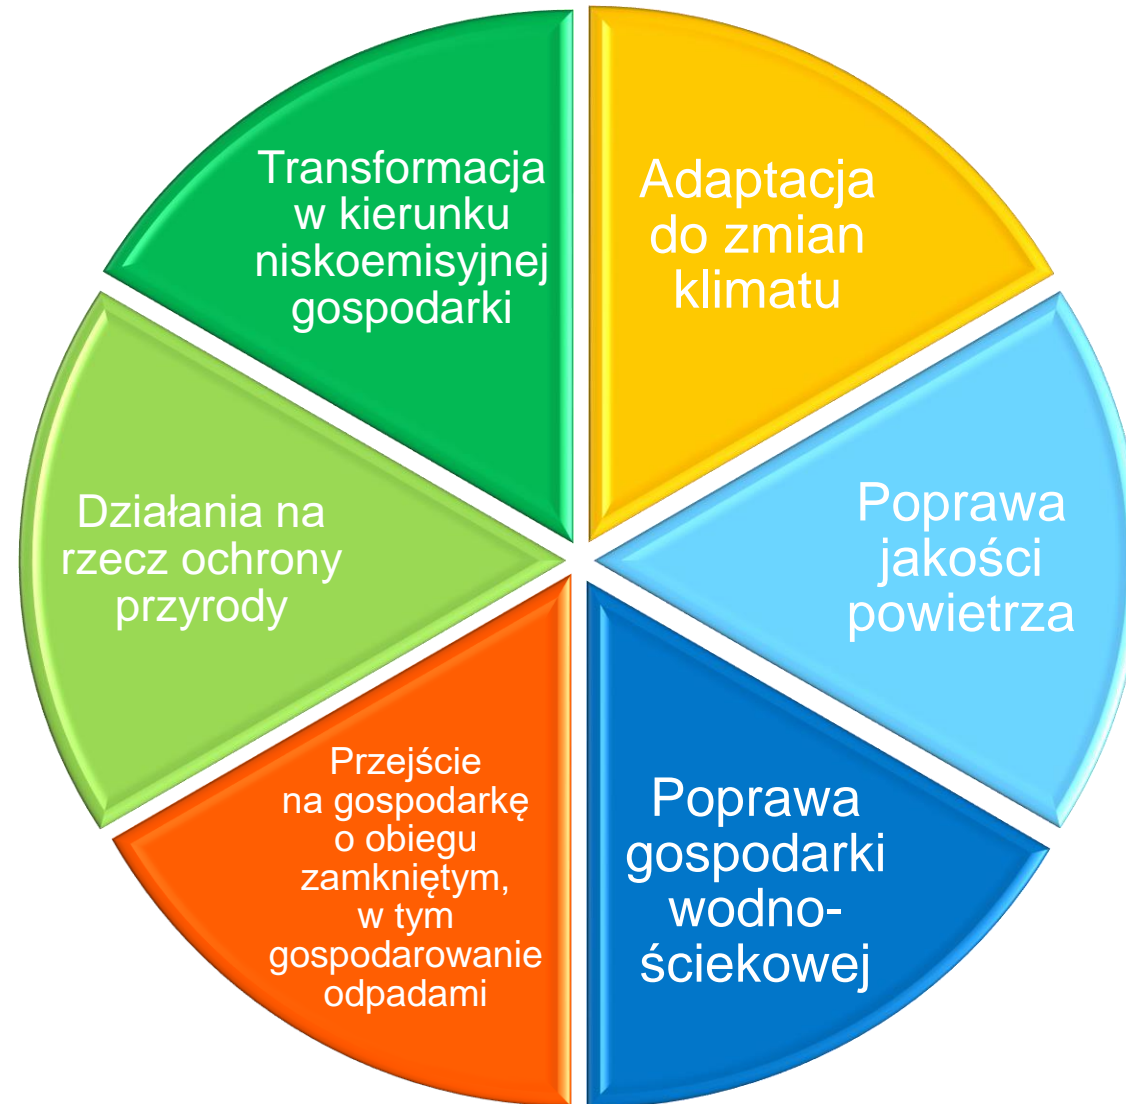 Transformacja
w kierunku
niskoemisyjnej
gospodarki
Adaptacja
do zmian
klimatu
Działania na
rzecz ochrony
przyrody
Poprawa
jakości
powietrza
Przejście
na gospodarkę
o obiegu
zamkniętym,
w tym
gospodarowanie
odpadami
Poprawa
gospodarki
wodno-
ściekowej